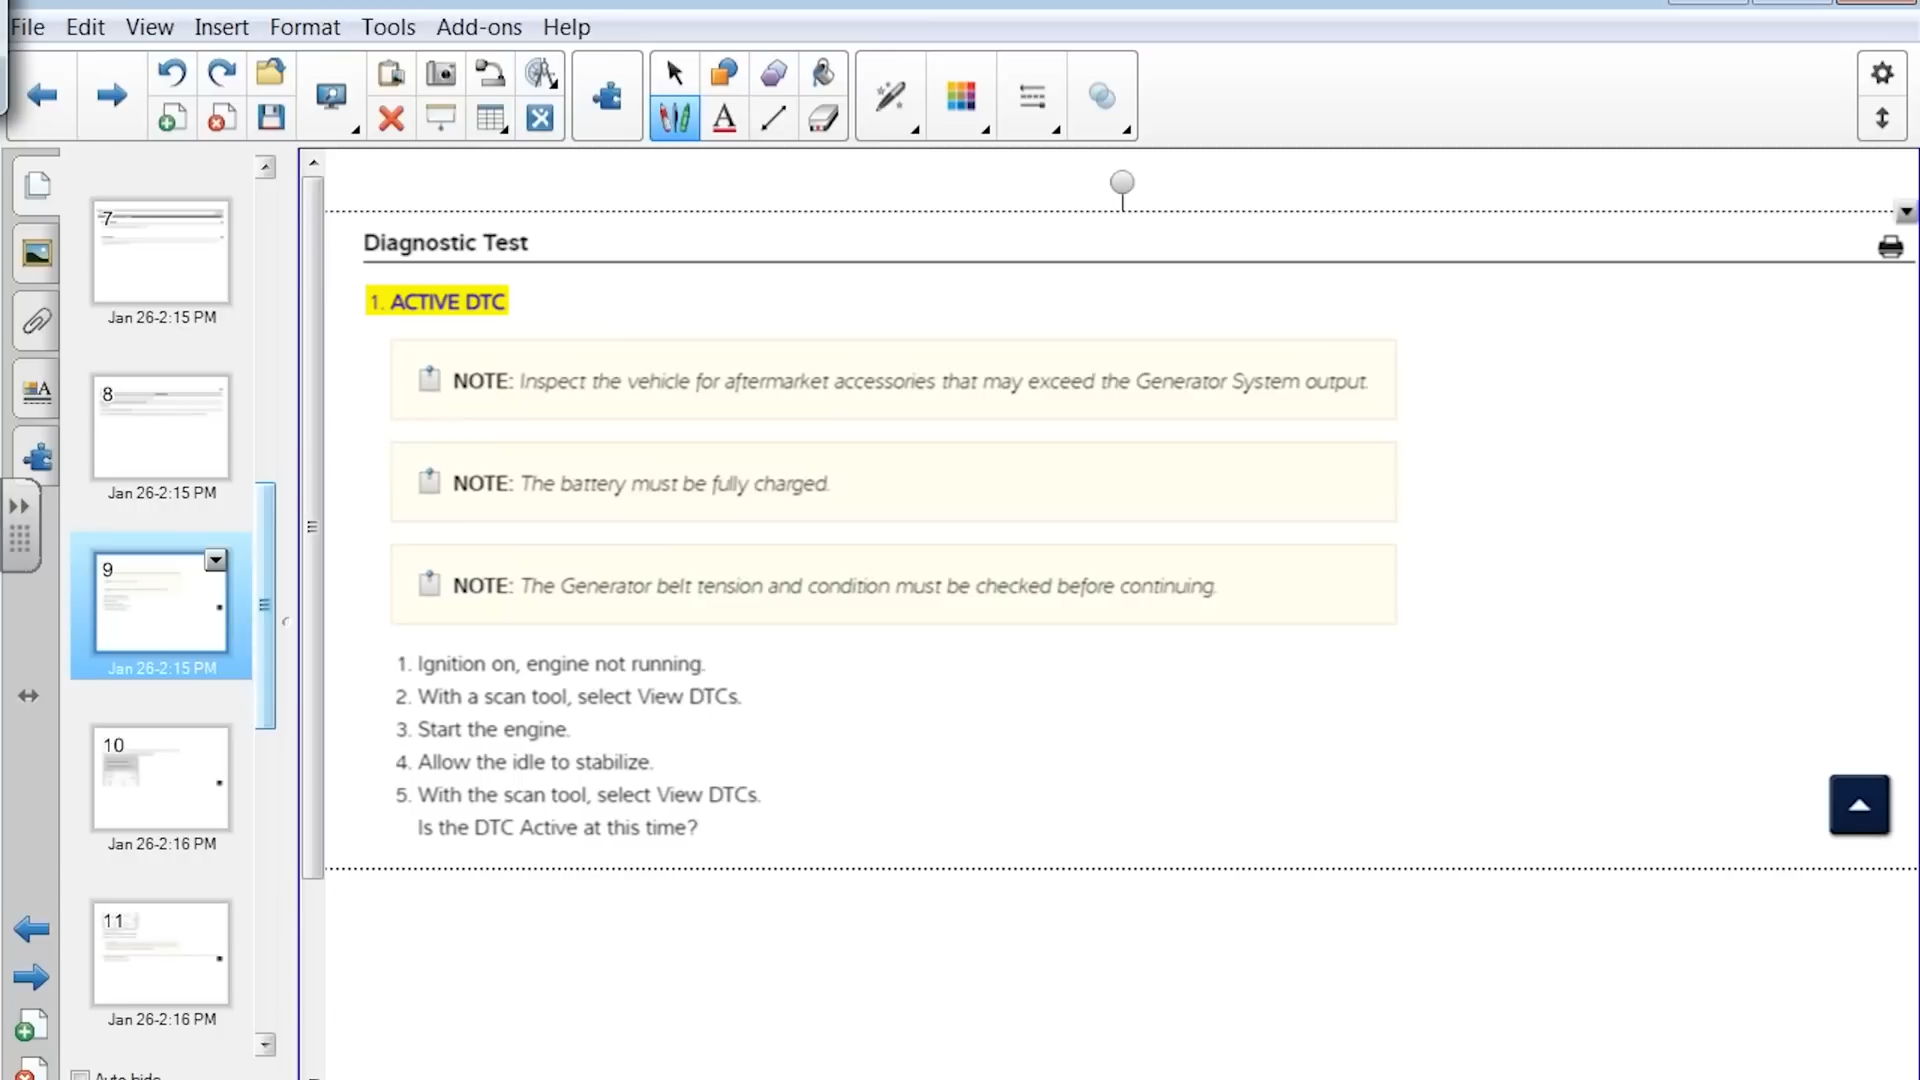 File Edit View Insert Format Tools Add-ons Help
7
Jan 26-2:15 PM
8
Jan 26-2:15 PM
9
Jan 26-2:15 PM
10
Jan 26-2:16 PM
11
Jan 26-2:16 PM
Auto hide
Diagnostic Test
1. ACTIVE DTC
NOTE: Inspect the vehicle for aftermarket accessories that may exceed the Generator System output.
NOTE: The battery must be fully charged.
NOTE: The Generator belt tension and condition must be checked before continuing.
1. Ignition on, engine not running.
2. With a scan tool, select View DTCs.
3. Start the engine.
4. Allow the idle to stabilize.
5. With the scan tool, select View DTCs.
Is the DTC Active at this time?